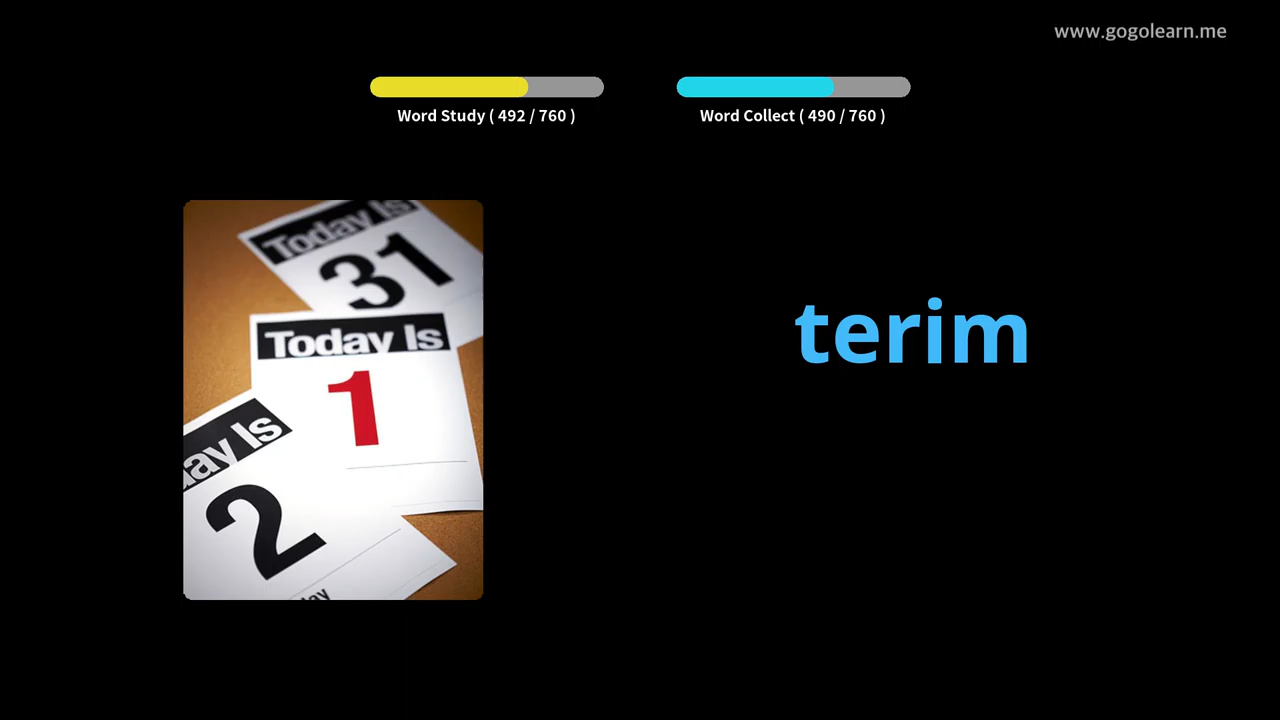 www.gogolearn.me
Word Study ( 492 / 760 )
Word Collect ( 490 / 760 )
Today Is
31
Today Is
1
terim
ay Is
2